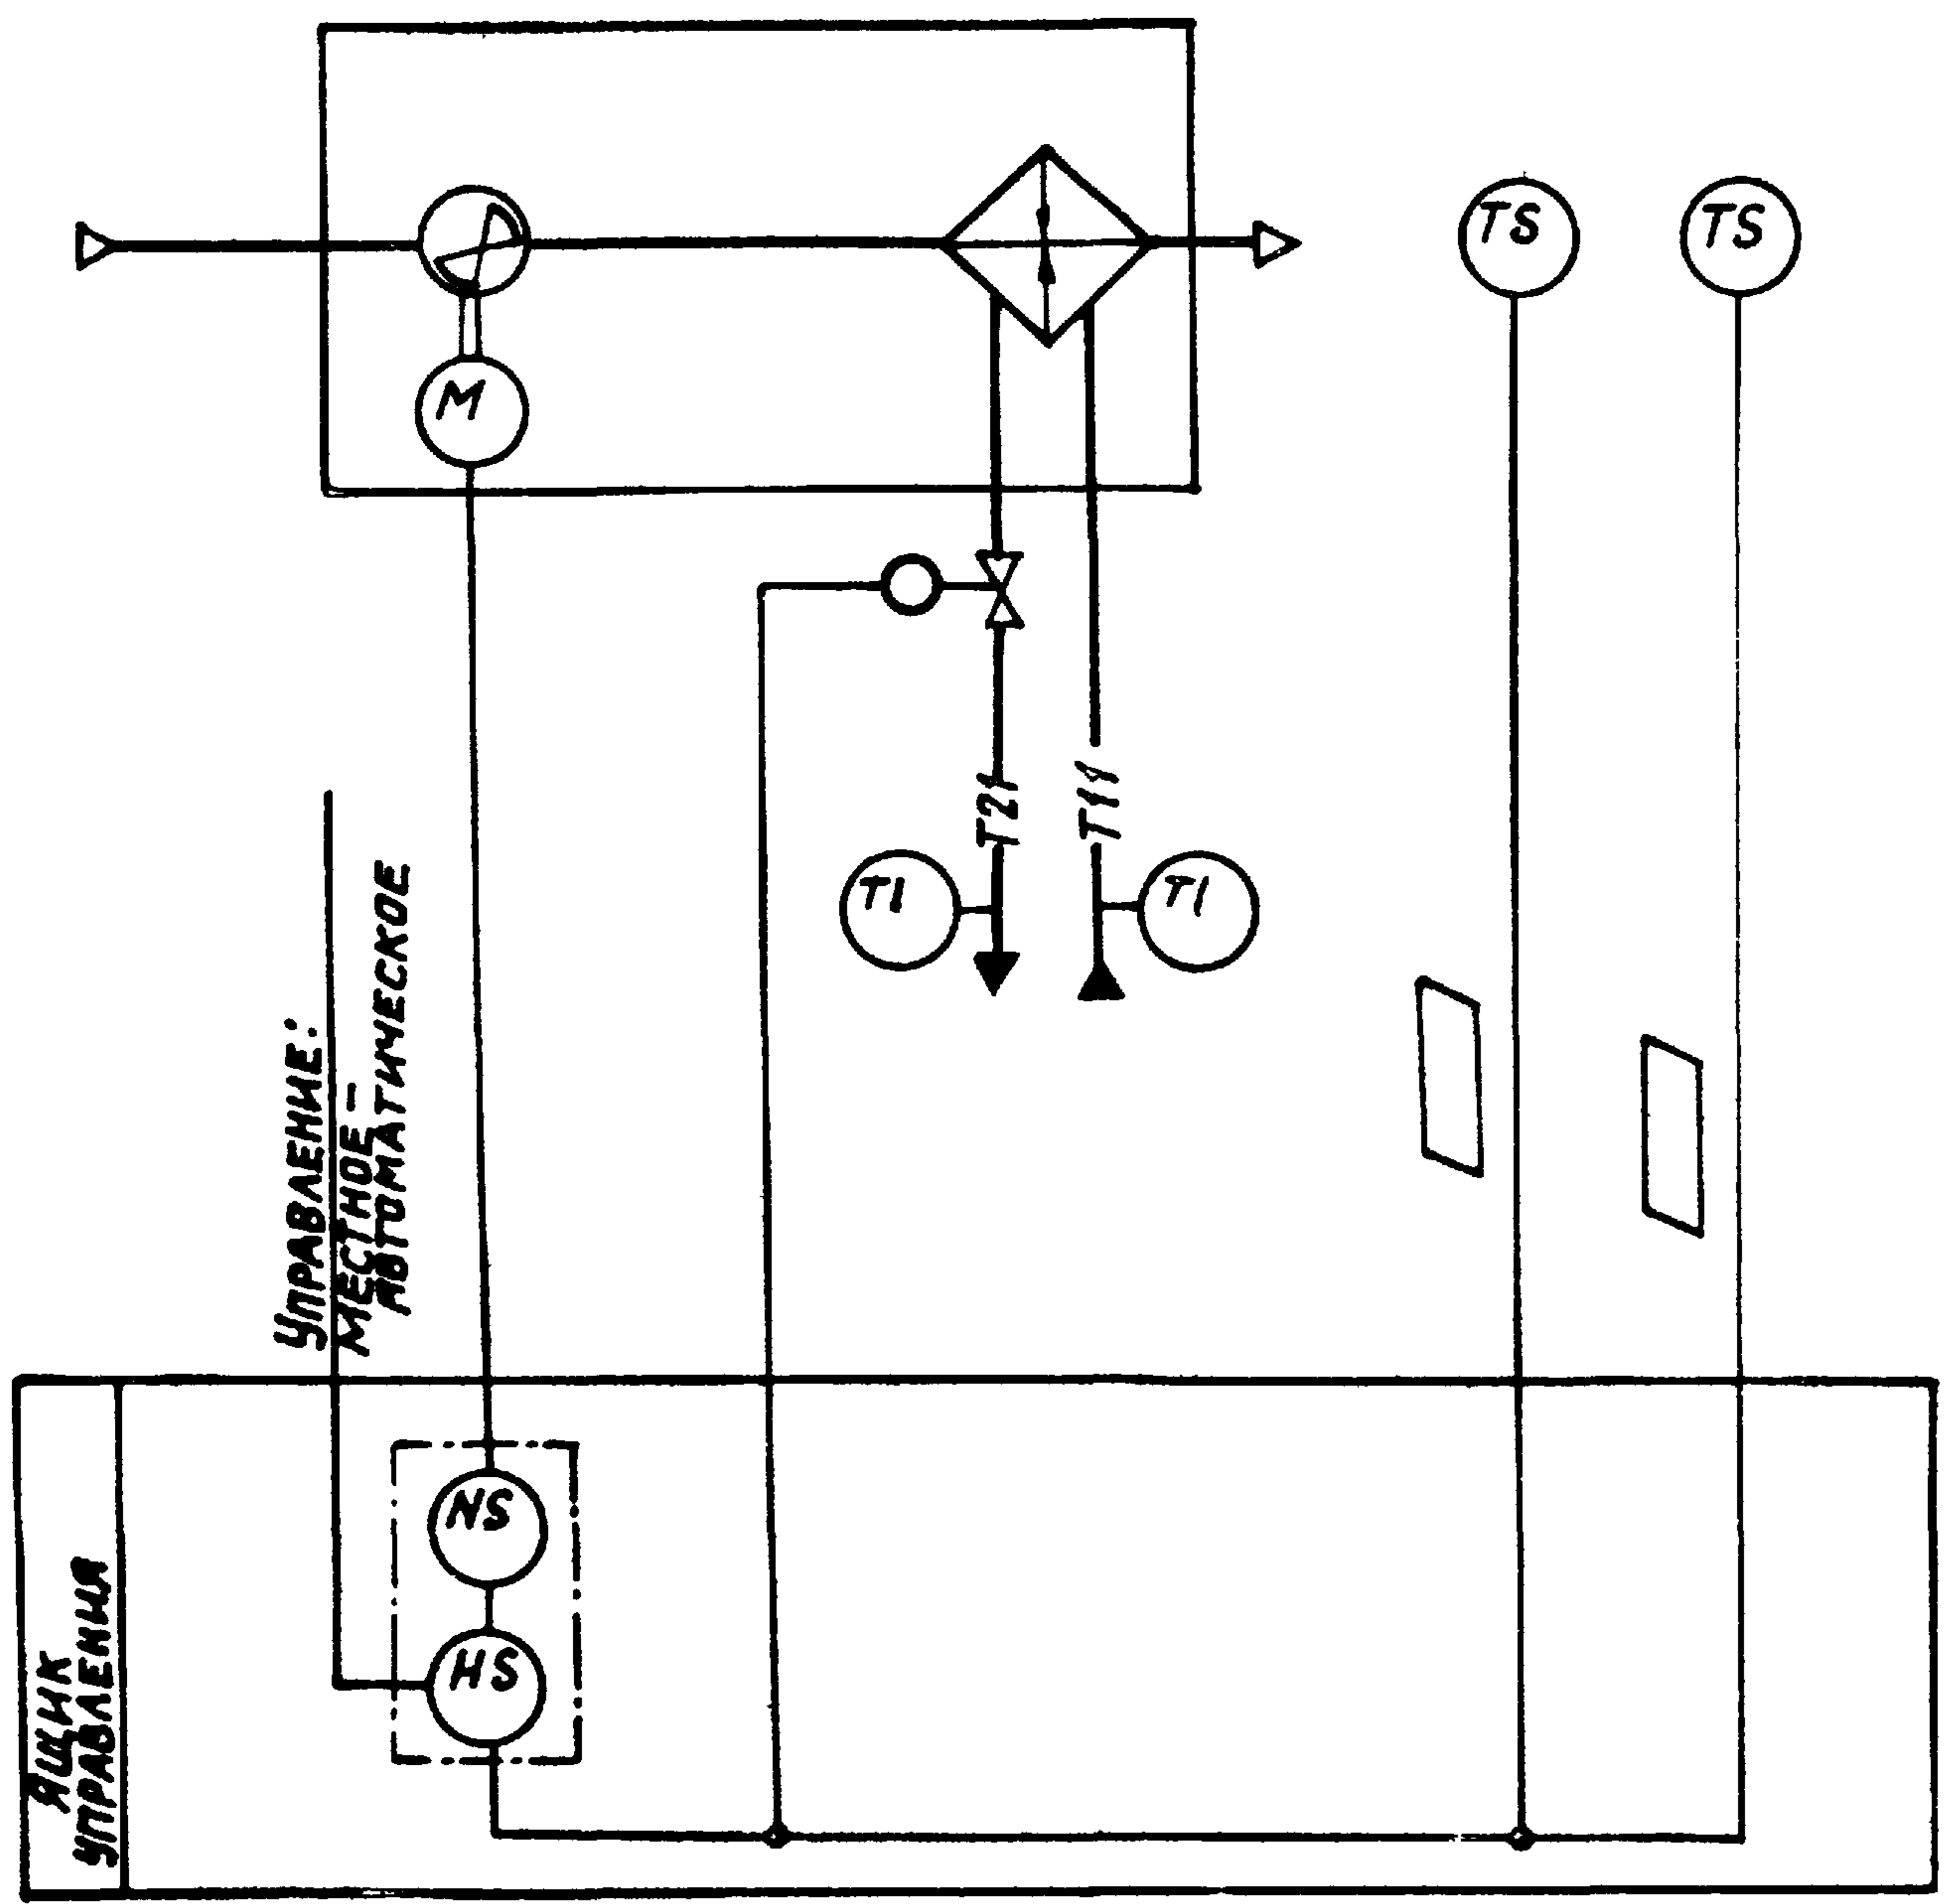 TS
TS
M
T21
T11
TI
TI
УПРАВЛЕНИЕ:
МЕСТНОЕ —
АВТОМАТИЧЕСКОЕ
NS
HS
ЯЩИК
УПРАВЛЕНИЯ